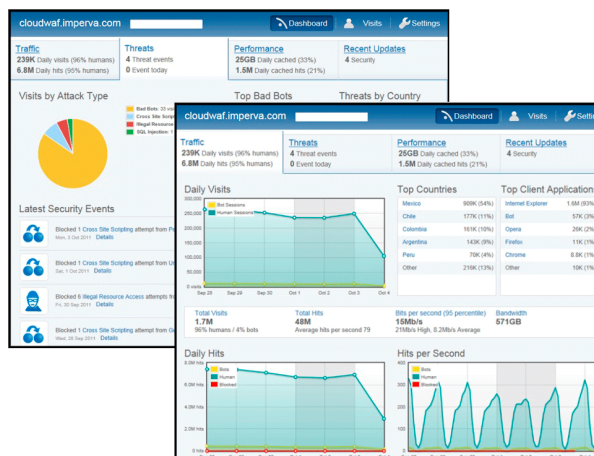 cloudwaf.imperva.com
Dashboard
Visits
Settings
Traffic
239K Daily visits (96% humans)
6.8M Daily hits (95% humans)
Threats
4 Threat events
0 Event today
Performance
25GB Daily cached (33%)
1.5M Daily cached hits (21%)
Recent Updates
4 Security
Visits by Attack Type
Top Bad Bots
Threats by Country
Bad Bots: 33
Cross Site
Illegal Resource
SQL Injection: 1
Latest Security Events
Blocked 1 Cross Site Scripting attempt from
Mon, 3 Oct 2011 Details
Blocked 1 Cross Site Scripting attempt from
Sat, 1 Oct 2011 Details
Blocked 6 Illegal Resource Access attempts
Fri, 30 Sep 2011 Details
Blocked 1 Cross Site Scripting attempt from
Wed, 28 Sep 2011 Details
cloudwaf.imperva.com
Dashboard
Visits
Traffic
239K Daily visits (96% humans)
6.8M Daily hits (95% humans)
Threats
4 Threat events
0 Event today
Performance
25GB Daily cached (33%)
1.5M Daily cached hits (21%)
Recent Updates
4 Security
Daily Visits
300,000
250,000
200,000
150,000
100,000
50,000
0 visits
Bot Sessions
Human Sessions
Sep 28
Sep 29
Sep 30
Oct 1
Oct 2
Oct 3
Oct 4
Top Countries
Mexico 909K (54%)
Chile 177K (11%)
Colombia 161K (10%)
Argentina 143K (9%)
Peru 70K (4%)
Other 216K (13%)
Top Client Application
Internet Explorer 1.6M (93%
Bot 57K (3%
Opera 26K (2%
Firefox 11K (1%
Chrome 8.8K (1%
Other 10K (1%
Total Visits
1.7M
96% humans / 4% bots
Total Hits
48M
Average hits per second 79
Bits per second (95 percentile)
15Mb/s
21Mb/s High, 8.2Mb/s Average
Bandwidth
571GB
Daily Hits
8.0M hits
6.0M hits
4.0M hits
2.0M hits
0 hits
Bots
Human
Blocked
Hits per Second
400
300
200
100
0
Bots
Human
Blocked